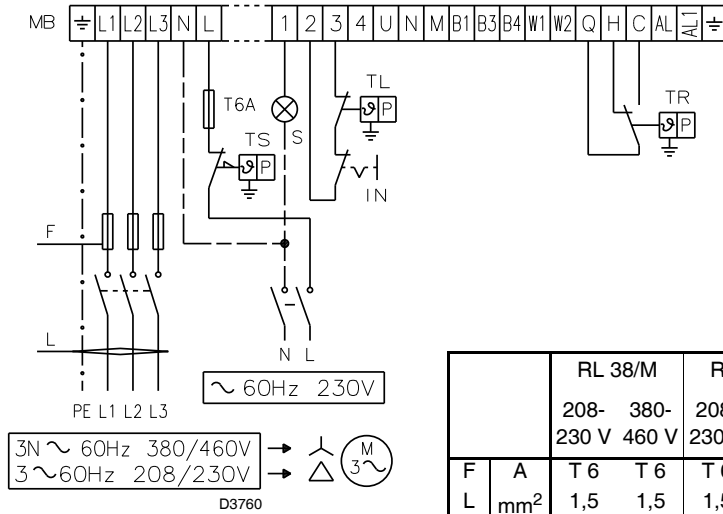 MB L1 L2 L3 N L 1 2 3 4 U N M B1 B3 B4 W1 W2 Q H C AL AL1
T6A
TL
ϑ P
S
TS
ϑ P
IN
TR
ϑ P
F
L
N L
∼ 60Hz 230V
PE L1 L2 L3
3N ∼ 60Hz 380/460V
3 ∼ 60Hz 208/230V
M
3∼
D3760
RL 38/M R
208- 380- 208
230 V 460 V 230
F A T 6 T 6 T 6
L mm² 1,5 1,5 1,5